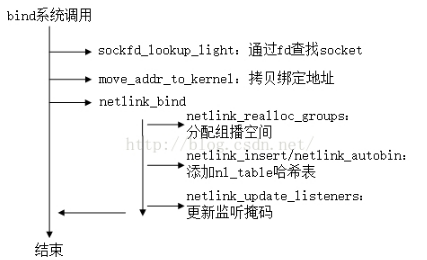 bind系统调用
sockfd_lookup_light：通过fd查找socket
move_addr_to_kernel：拷贝绑定地址
netlink_bind
netlink_realloc_groups：
分配组播空间
http://blog.csdn.net/
netlink_insert/netlink_autobin：
添加nl_table哈希表
netlink_update_listeners：
更新监听掩码
结束